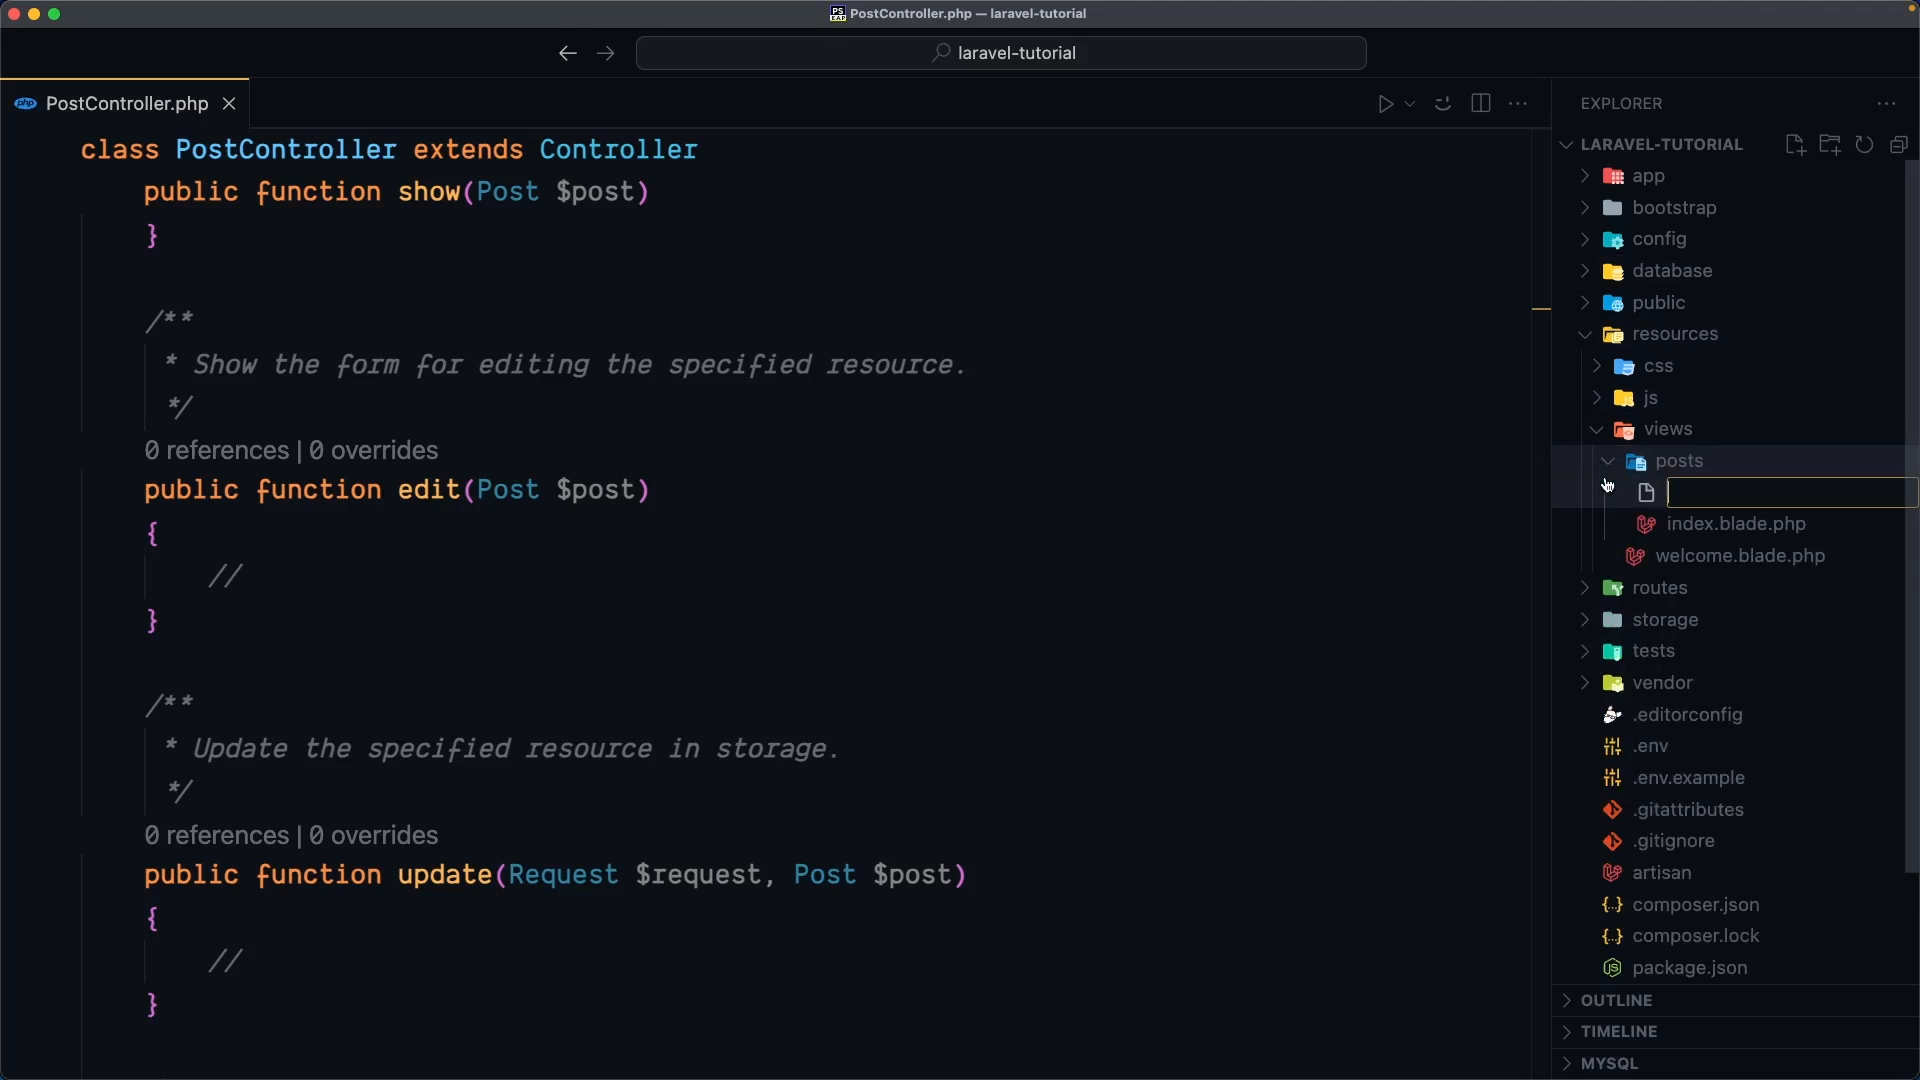 PostController.php — laravel-tutorial
laravel-tutorial
PostController.php
class PostController extends Controller
public function show(Post $post)
}
/**
* Show the form for editing the specified resource.
*/
0 references | 0 overrides
public function edit(Post $post)
{
//
}
/**
* Update the specified resource in storage.
*/
0 references | 0 overrides
public function update(Request $request, Post $post)
{
//
}
EXPLORER
LARAVEL-TUTORIAL
app
bootstrap
config
database
public
resources
css
js
views
posts
index.blade.php
welcome.blade.php
routes
storage
tests
vendor
.editorconfig
.env
.env.example
.gitattributes
.gitignore
artisan
composer.json
composer.lock
package.json
OUTLINE
TIMELINE
MYSQL